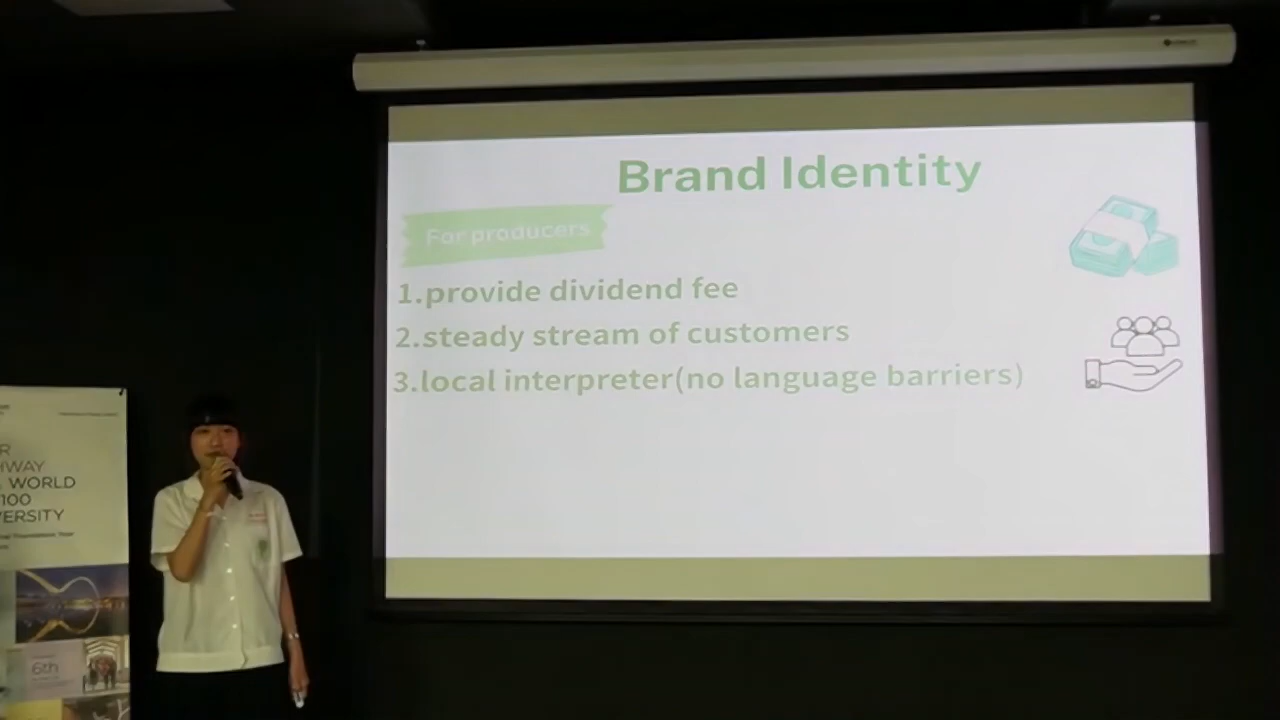 Brand Identity
For producers
1.provide dividend fee
2.steady stream of customers
3.local interpreter(no language barriers)
WORLD
100
6th